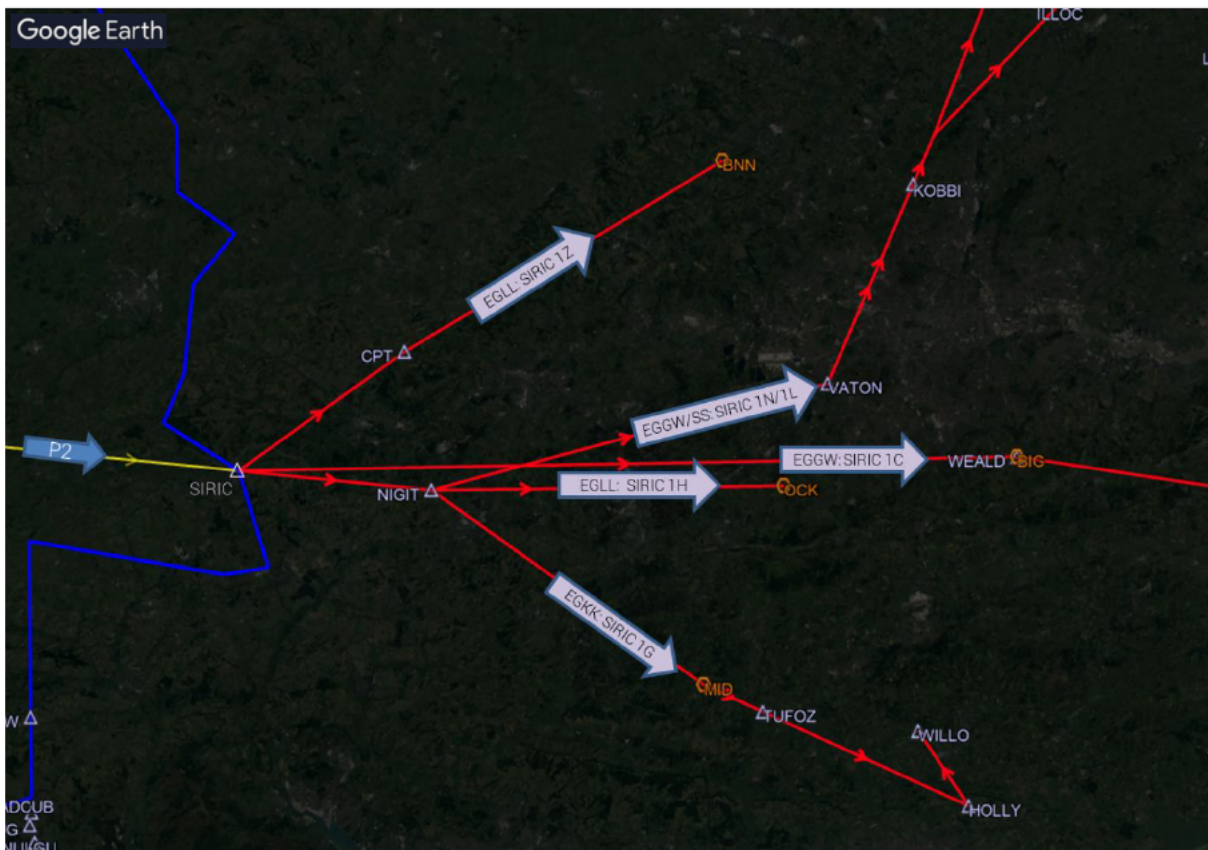 Google Earth
ILLOC
L
BNN
KOBBI
EGLL: SIRIC 1Z
CPT
VATON
EGGW/SS: SIRIC 1N/1L
P2
EGGW: SIRIC 1C
WEALD
BIG
SIRIC
NIGIT
EGLL: SIRIC 1H
OCK
EGKK: SIRIC 1G
MID
TUFOZ
W
WILLO
ADCUB
HOLLY
G